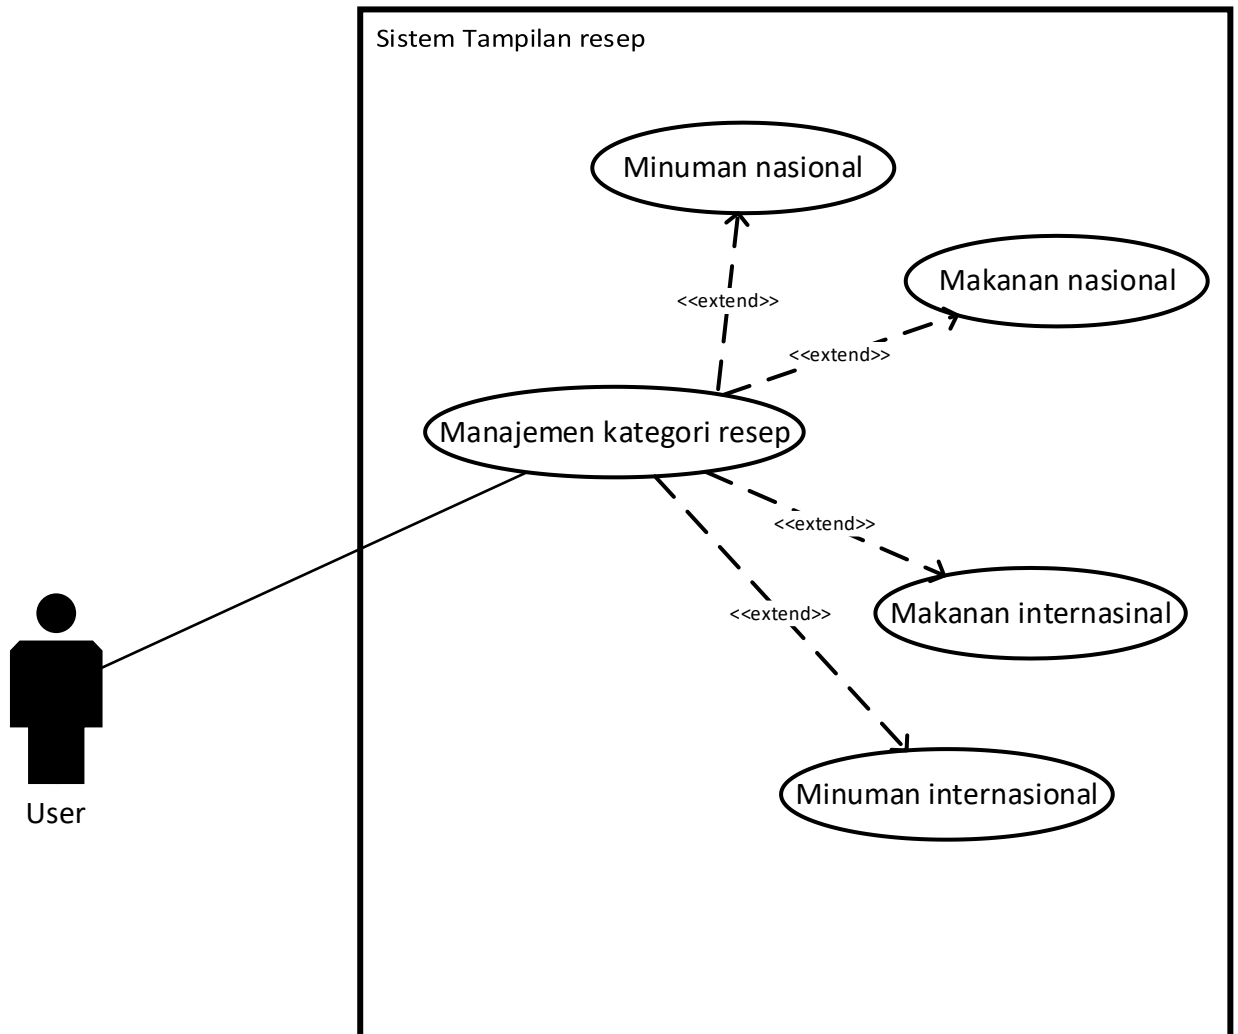 Sistem Tampilan resep
Minuman nasional
Makanan nasional
<<extend>>
<<extend>>
Manajemen kategori resep
<<extend>>
Makanan internasinal
<<extend>>
Minuman internasional
User